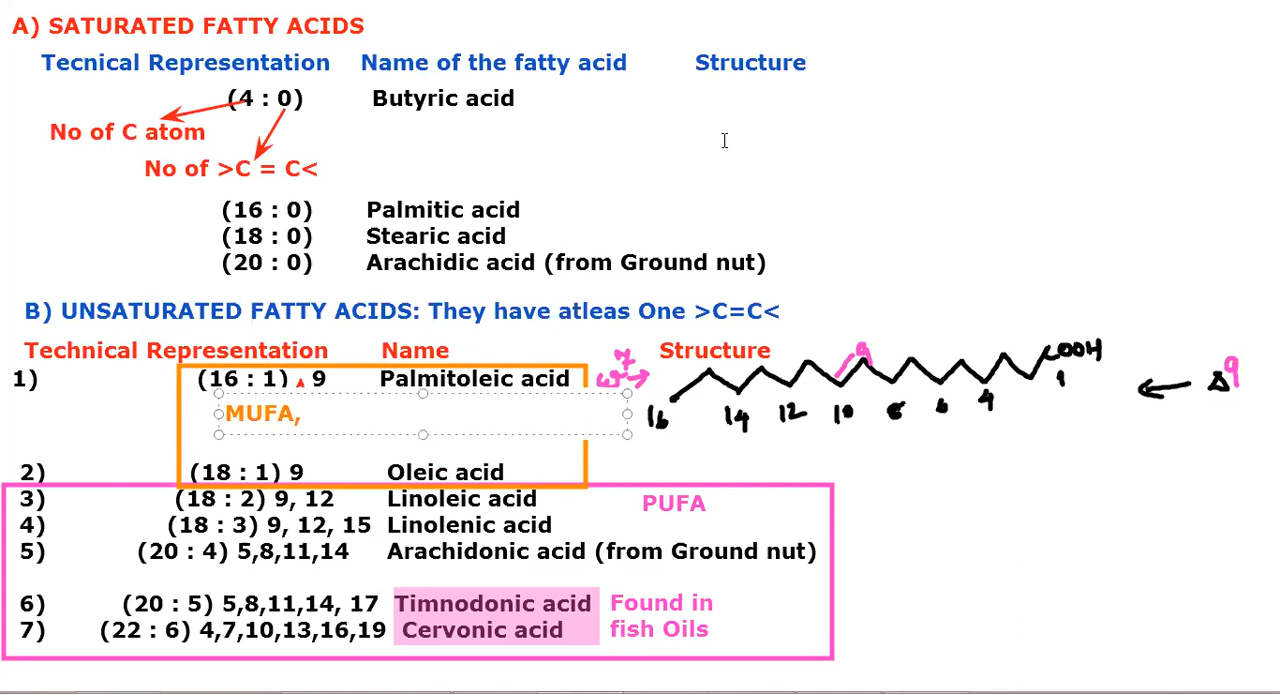 A) SATURATED FATTY ACIDS
Tecnical Representation Name of the fatty acid Structure
(4 : 0) Butyric acid
No of C atom
No of >C = C<
(16 : 0) Palmitic acid
(18 : 0) Stearic acid
(20 : 0) Arachidic acid (from Ground nut)
B) UNSATURATED FATTY ACIDS: They have atleas One >C=C<
Technical Representation Name Structure
1) (16 : 1) 9 Palmitoleic acid
ω 7
9
COOH
16 14 12 10 8 6 4 1
Δ9
MUFA,
2) (18 : 1) 9 Oleic acid
3) (18 : 2) 9, 12 Linoleic acid PUFA
4) (18 : 3) 9, 12, 15 Linolenic acid
5) (20 : 4) 5,8,11,14 Arachidonic acid (from Ground nut)
6) (20 : 5) 5,8,11,14, 17 Timnodonic acid Found in
7) (22 : 6) 4,7,10,13,16,19 Cervonic acid fish Oils